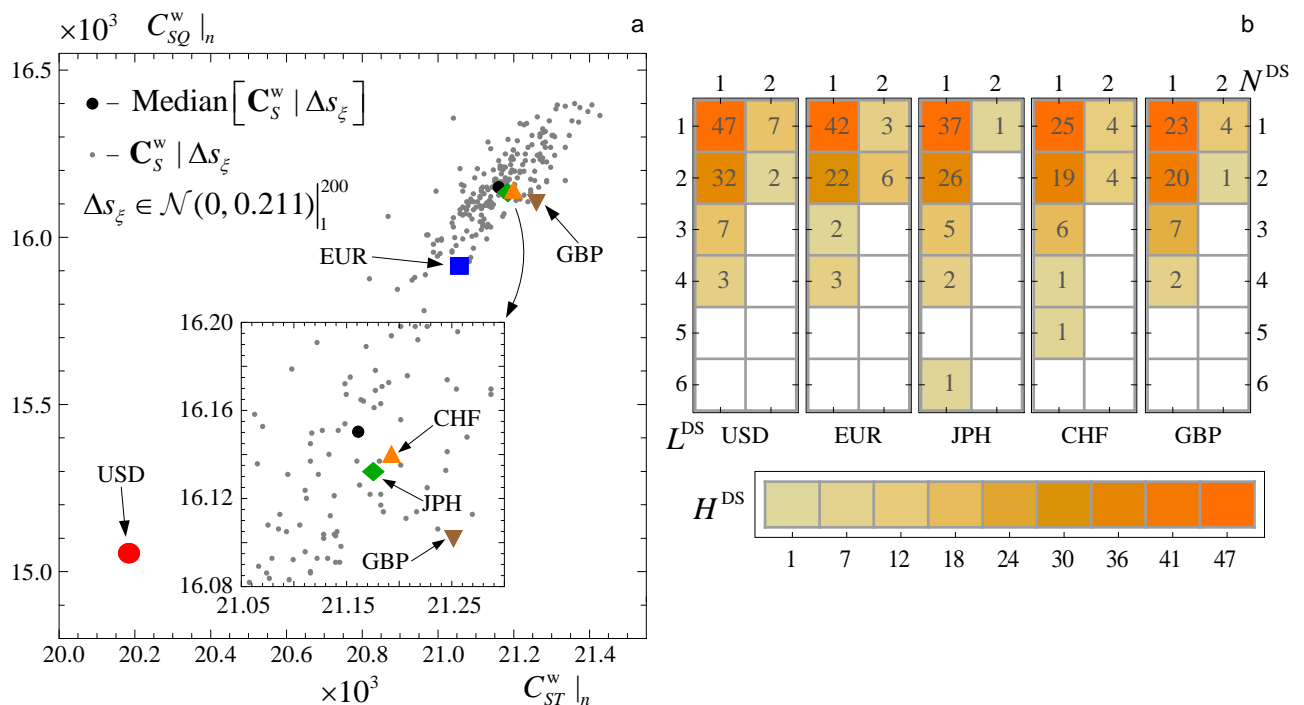 ×10³ C^w_SQ |_n a
16.5
16.0
15.5
15.0
● – Median[C^w_S | Δs_ξ]
• – C^w_S | Δs_ξ
Δs_ξ ∈ N(0, 0.211)|^200_1
EUR
GBP
USD
16.20
16.16
16.12
16.08
CHF
JPH
GBP
21.05 21.15 21.25
20.0 20.2 20.4 20.6 20.8 21.0 21.2 21.4
×10³ C^w_ST |_n
b
1 2 1 2 1 2 1 2 1 2 N^DS
1 47 7 42 3 37 1 25 4 23 4 1
2 32 2 22 6 26 19 4 20 1 2
3 7 2 5 6 7 3
4 3 3 2 1 2 4
5 1 5
6 1 6
L^DS USD EUR JPH CHF GBP
H^DS
1 7 12 18 24 30 36 41 47